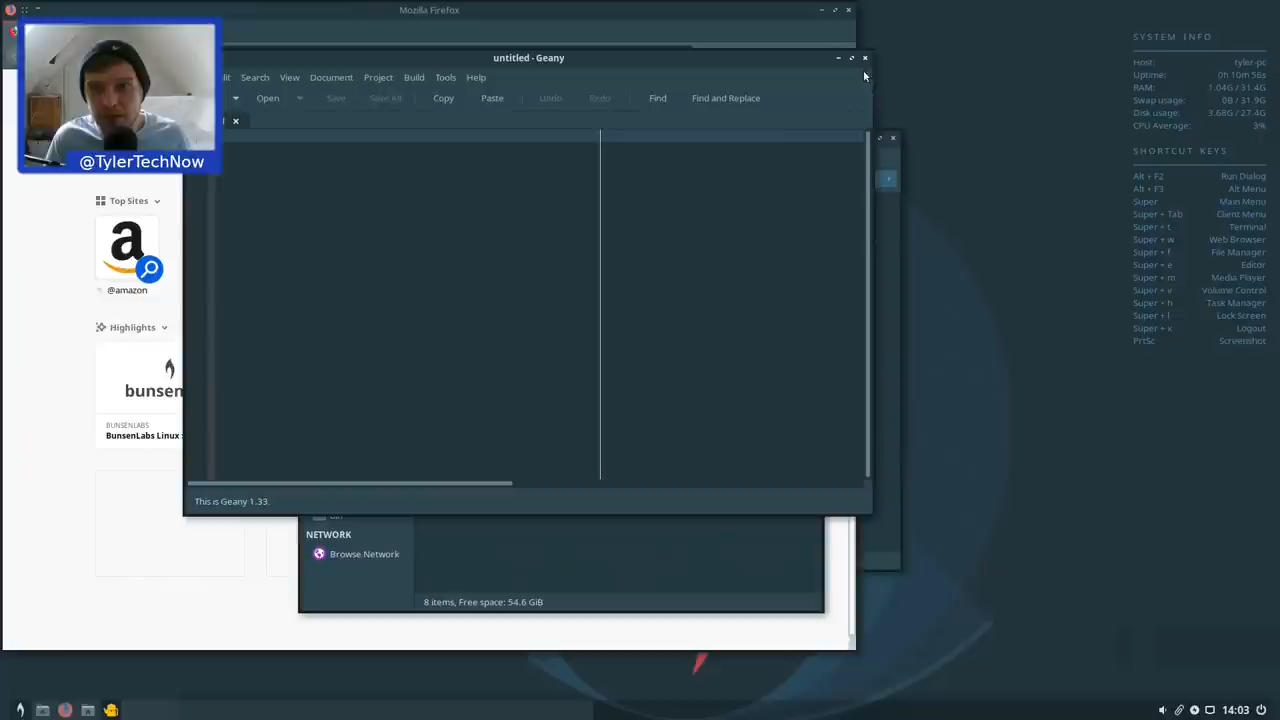 Mozilla Firefox
untitled - Geany
Search View Document Project Build Tools Help
Open Save Save All Copy Paste Undo Redo Find Find and Replace
@TylerTechNow
Top Sites
@amazon
Highlights
bunsen
BUNSENLABS
BunsenLabs Linux
This is Geany 1.33.
NETWORK
Browse Network
8 items, Free space: 54.6 GiB
SYSTEM INFO
Host: tyler-pc
Uptime: 0h 10m 56s
RAM: 1.04G / 31.4G
Swap usage: 0B / 31.9G
Disk usage: 3.68G / 27.4G
CPU Average: 3%
SHORTCUT KEYS
Alt + F2 Run Dialog
Alt + F3 Alt Menu
Super Main Menu
Super + Tab Client Menu
Super + t Terminal
Super + w Web Browser
Super + f File Manager
Super + e Editor
Super + m Media Player
Super + v Volume Control
Super + h Task Manager
Super + l Lock Screen
Super + x Logout
PrtSc Screenshot
14:03